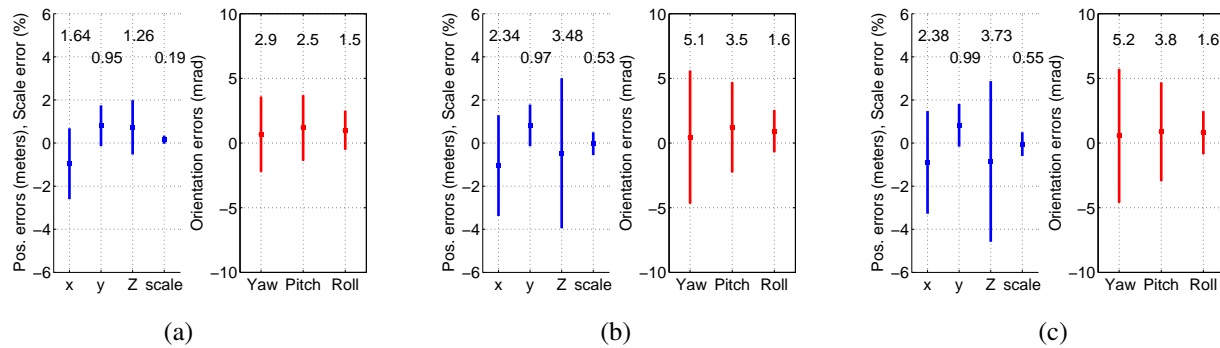 Pos. errors (meters), Scale error (%)
6
4
2
0
−2
−4
−6
1.64
0.95
1.26
0.19
x y Z scale
Orientation errors (mrad)
10
5
0
−5
−10
2.9 2.5 1.5
Yaw Pitch Roll
(a)
Pos. errors (meters), Scale error (%)
6
4
2
0
−2
−4
−6
2.34
0.97
3.48
0.53
x y Z scale
Orientation errors (mrad)
10
5
0
−5
−10
5.1 3.5 1.6
Yaw Pitch Roll
(b)
Pos. errors (meters), Scale error (%)
6
4
2
0
−2
−4
−6
2.38
0.99
3.73
0.55
x y Z scale
Orientation errors (mrad)
10
5
0
−5
−10
5.2 3.8 1.6
Yaw Pitch Roll
(c)